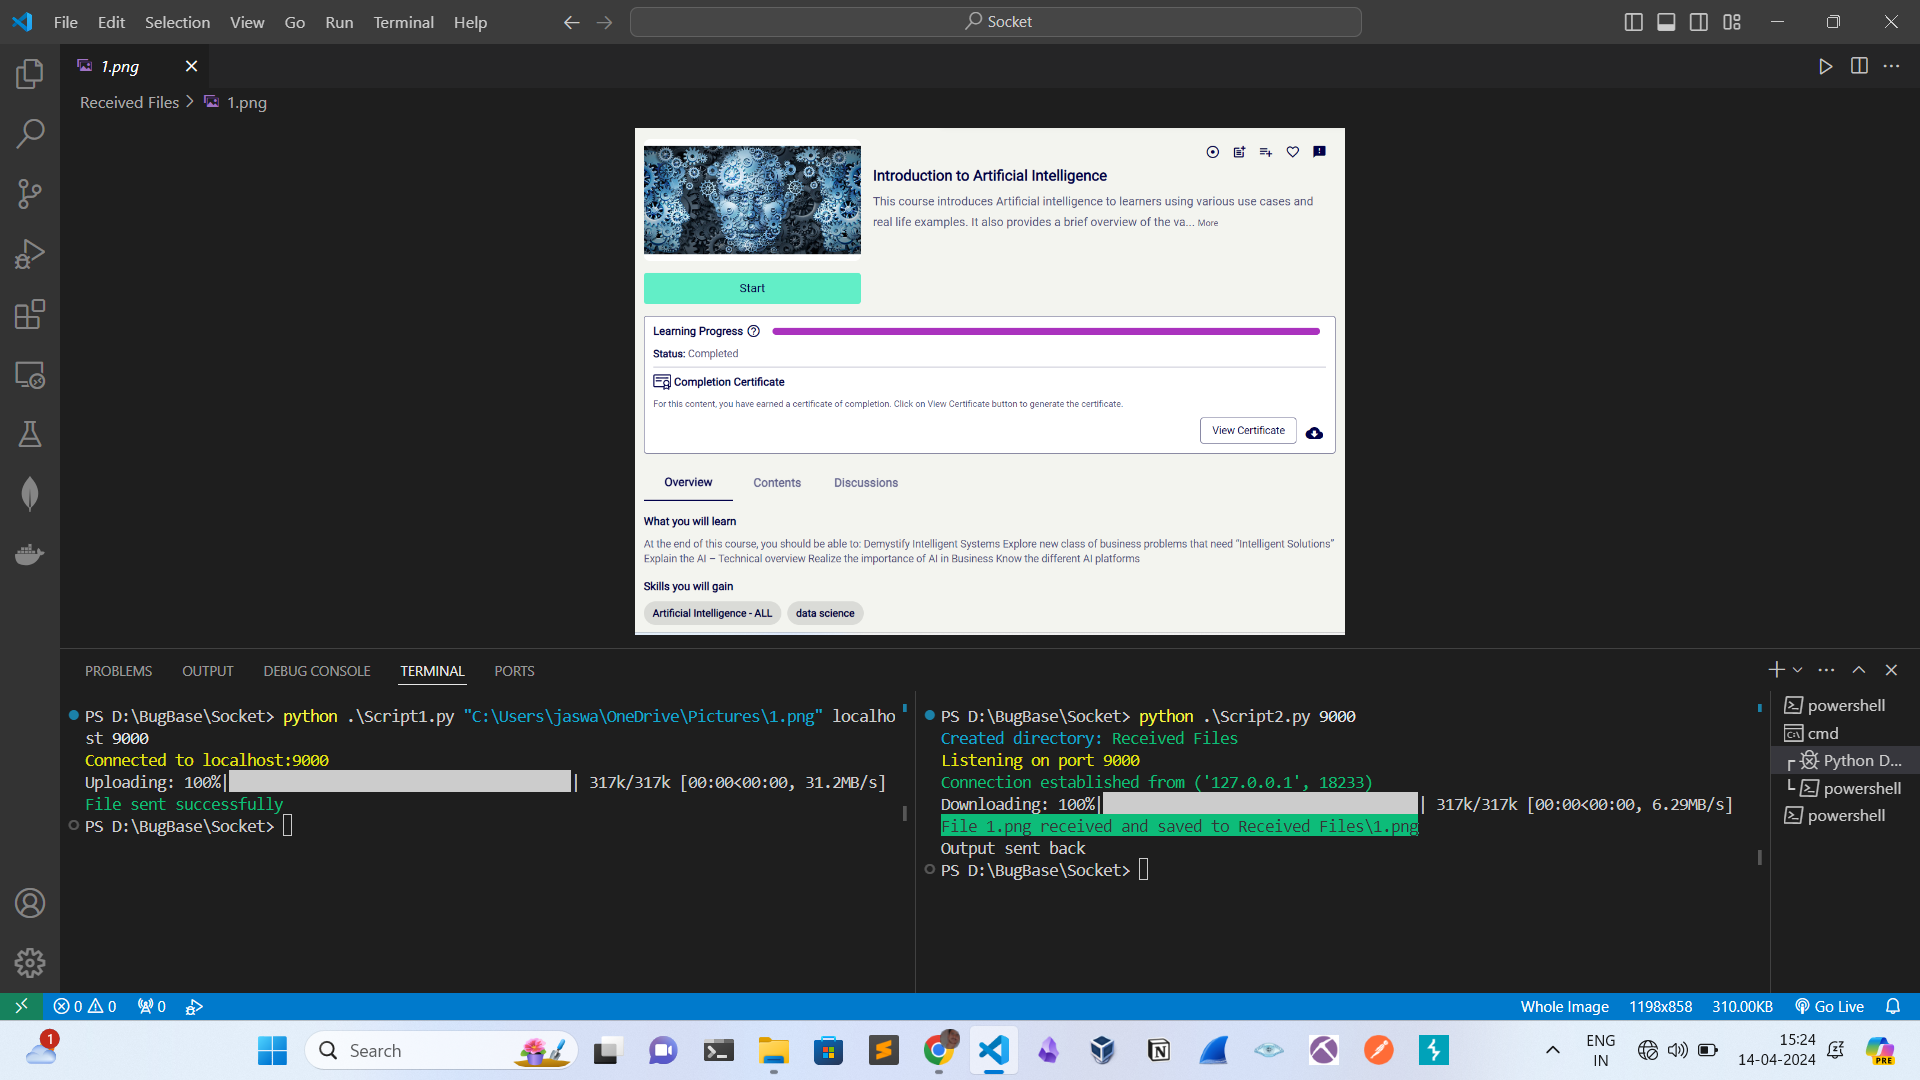 File Edit Selection View Go Run Terminal Help
Socket
1.png
Received Files > 1.png
Introduction to Artificial Intelligence
This course introduces Artificial intelligence to learners using various use cases and
real life examples. It also provides a brief overview of the va... More
Start
Learning Progress
Status: Completed
Completion Certificate
For this content, you have earned a certificate of completion. Click on View Certificate button to generate the certificate.
View Certificate
Overview Contents Discussions
What you will learn
At the end of this course, you should be able to: Demystify Intelligent Systems Explore new class of business problems that need "Intelligent Solutions"
Explain the AI – Technical overview Realize the importance of AI in Business Know the different AI platforms
Skills you will gain
Artificial Intelligence - ALL data science
PROBLEMS OUTPUT DEBUG CONSOLE TERMINAL PORTS
PS D:\BugBase\Socket> python .\Script1.py "C:\Users\jaswa\OneDrive\Pictures\1.png" localho
st 9000
Connected to localhost:9000
Uploading: 100%| | 317k/317k [00:00<00:00, 31.2MB/s]
File sent successfully
PS D:\BugBase\Socket>
PS D:\BugBase\Socket> python .\Script2.py 9000
Created directory: Received Files
Listening on port 9000
Connection established from ('127.0.0.1', 18233)
Downloading: 100%| | 317k/317k [00:00<00:00, 6.29MB/s]
File 1.png received and saved to Received Files\1.png
Output sent back
PS D:\BugBase\Socket>
powershell
cmd
Python D...
powershell
powershell
0 0 0
Whole Image 1198x858 310.00KB Go Live
1
Search
ENG
IN
15:24
14-04-2024
PRE